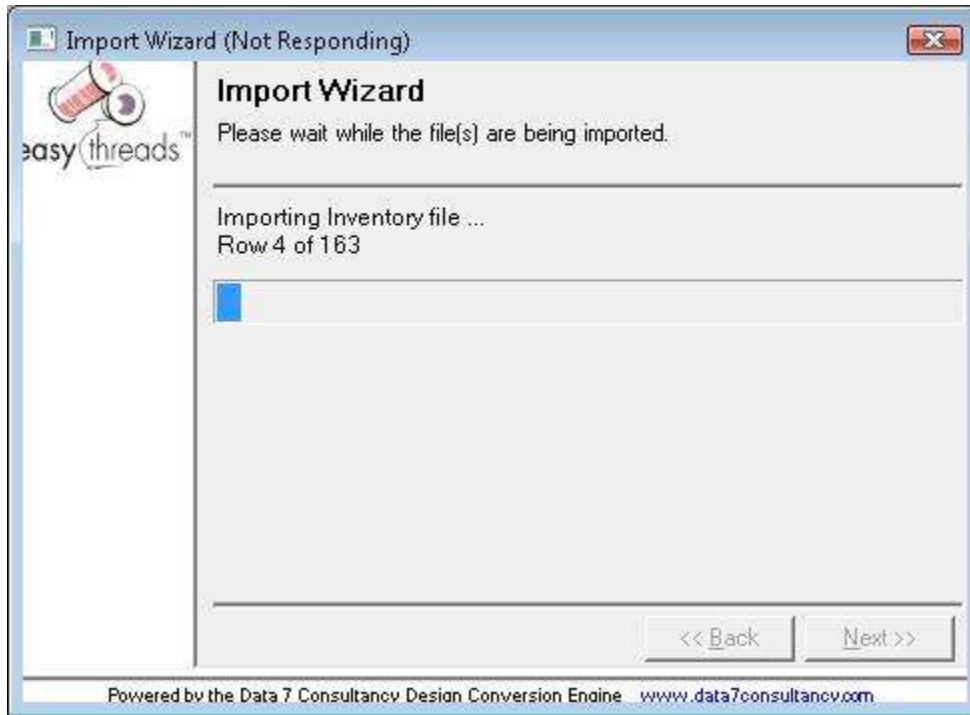 Import Wizard (Not Responding)
easy threads™
Import Wizard
Please wait while the file(s) are being imported.
Importing Inventory file ...
Row 4 of 163
<< Back
Next >>
Powered by the Data 7 Consultancy Design Conversion Engine www.data7consultancy.com